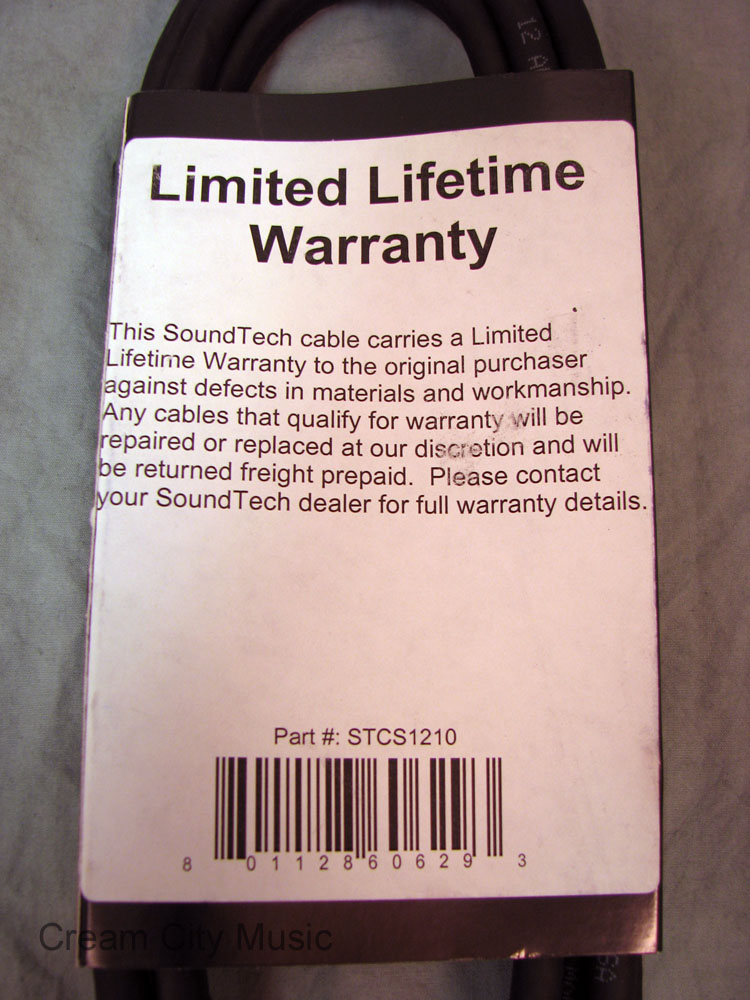 12
Limited Lifetime
Warranty
This SoundTech cable carries a Limited
Lifetime Warranty to the original purchaser
against defects in materials and workmanship.
Any cables that qualify for warranty will be
repaired or replaced at our discretion and will
be returned freight prepaid.  Please contact
your SoundTech dealer for full warranty details.
Part #: STCS1210
8 01128 60629 3
Cream City Music